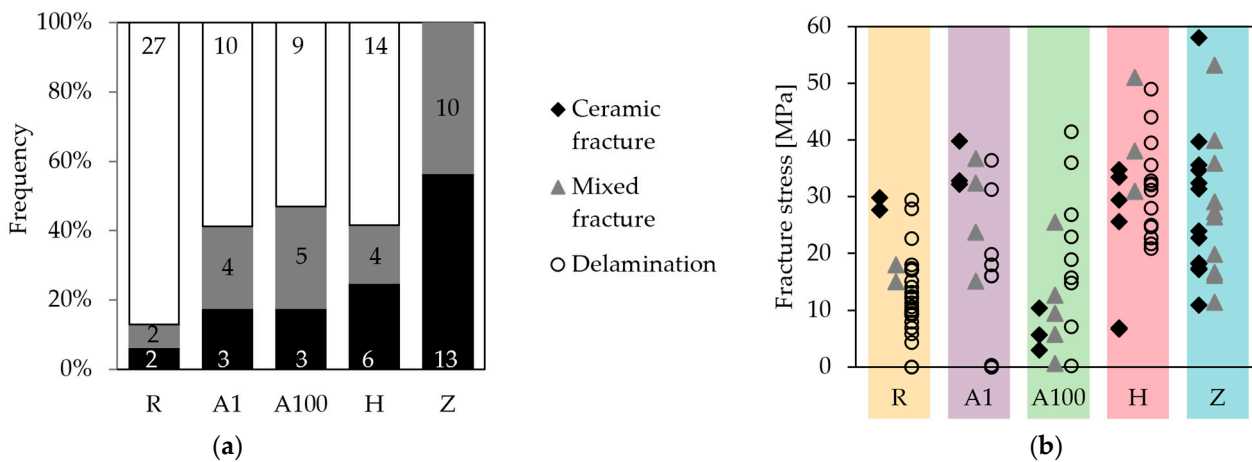 100%
80%
60%
40%
20%
0%
Frequency
27
10
9
14
10
2
4
5
4
2
3
3
6
13
R
A1
A100
H
Z
(a)
Ceramic
fracture
Mixed
fracture
Delamination
Fracture stress [MPa]
60
50
40
30
20
10
0
R
A1
A100
H
Z
(b)